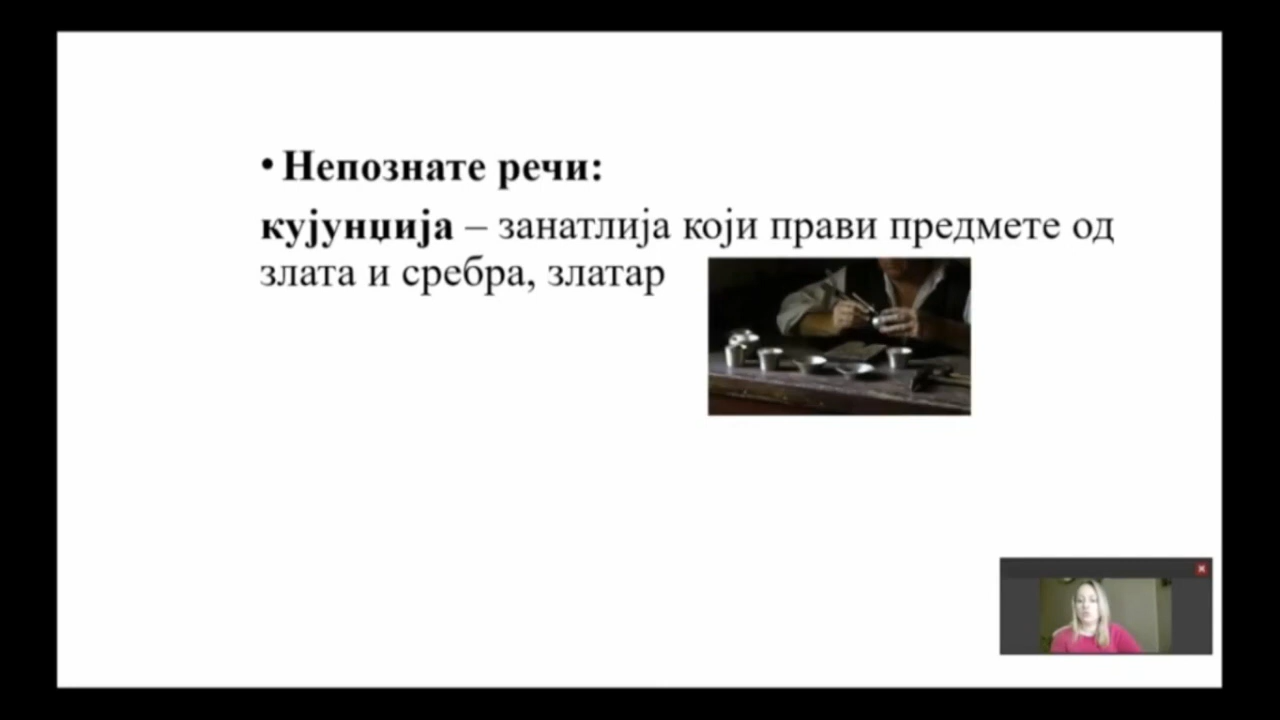 • Непознате речи:
кујунџија – занатлија који прави предмете од
злата и сребра, златар